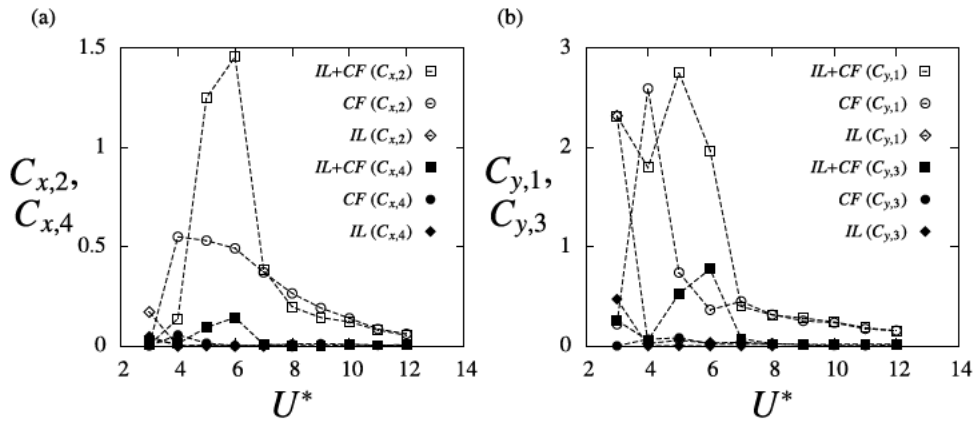 (a)
1.5
1
0.5
0
C_{x,2},
C_{x,4}
IL+CF (C_{x,2})
CF (C_{x,2})
IL (C_{x,2})
IL+CF (C_{x,4})
CF (C_{x,4})
IL (C_{x,4})
2 4 6 8 10 12 14
U^*
(b)
3
2
1
0
C_{y,1},
C_{y,3}
IL+CF (C_{y,1})
CF (C_{y,1})
IL (C_{y,1})
IL+CF (C_{y,3})
CF (C_{y,3})
IL (C_{y,3})
2 4 6 8 10 12 14
U^*